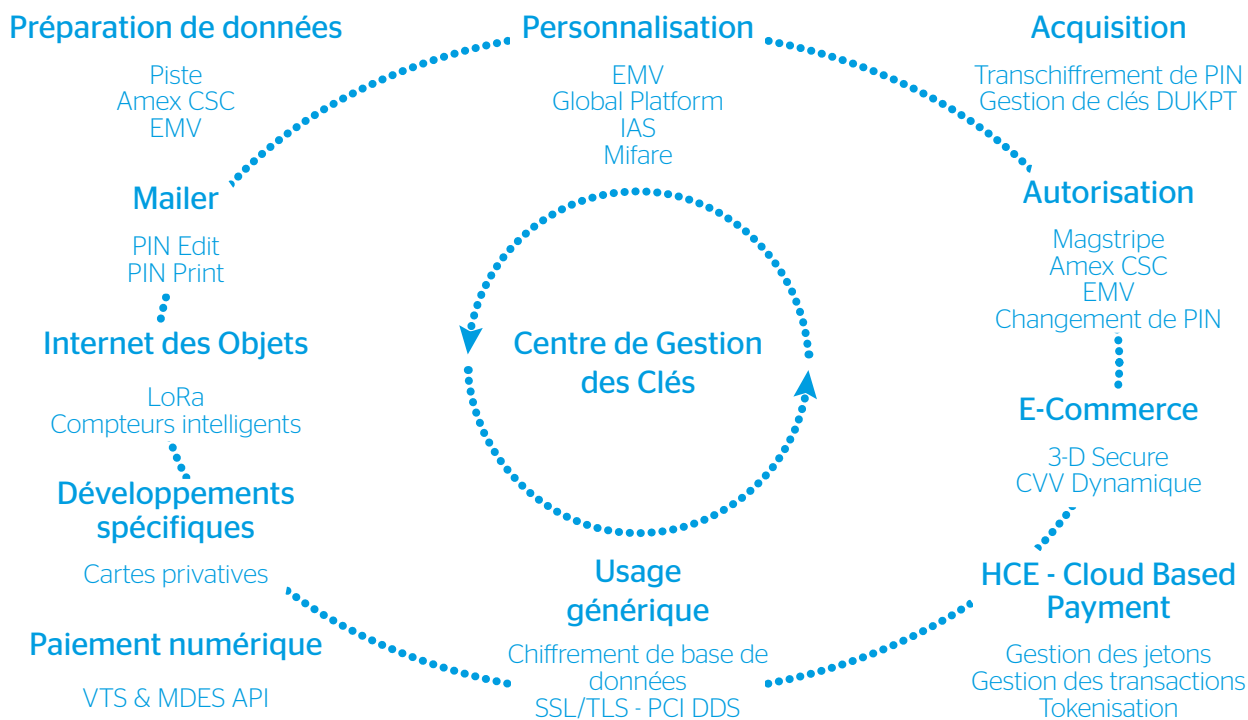 Préparation de données
Piste
Amex CSC
EMV
Personnalisation
EMV
Global Platform
IAS
Mifare
Acquisition
Transchiffrement de PIN
Gestion de clés DUKPT
Mailer
PIN Edit
PIN Print
Autorisation
Magstripe
Amex CSC
EMV
Changement de PIN
Internet des Objets
LoRa
Compteurs intelligents
Centre de Gestion
des Clés
E-Commerce
3-D Secure
CVV Dynamique
Développements
spécifiques
Cartes privatives
Usage
générique
Chiffrement de base de
données
SSL/TLS - PCI DDS
HCE - Cloud Based
Payment
Gestion des jetons
Gestion des transactions
Tokenisation
Paiement numérique
VTS & MDES API